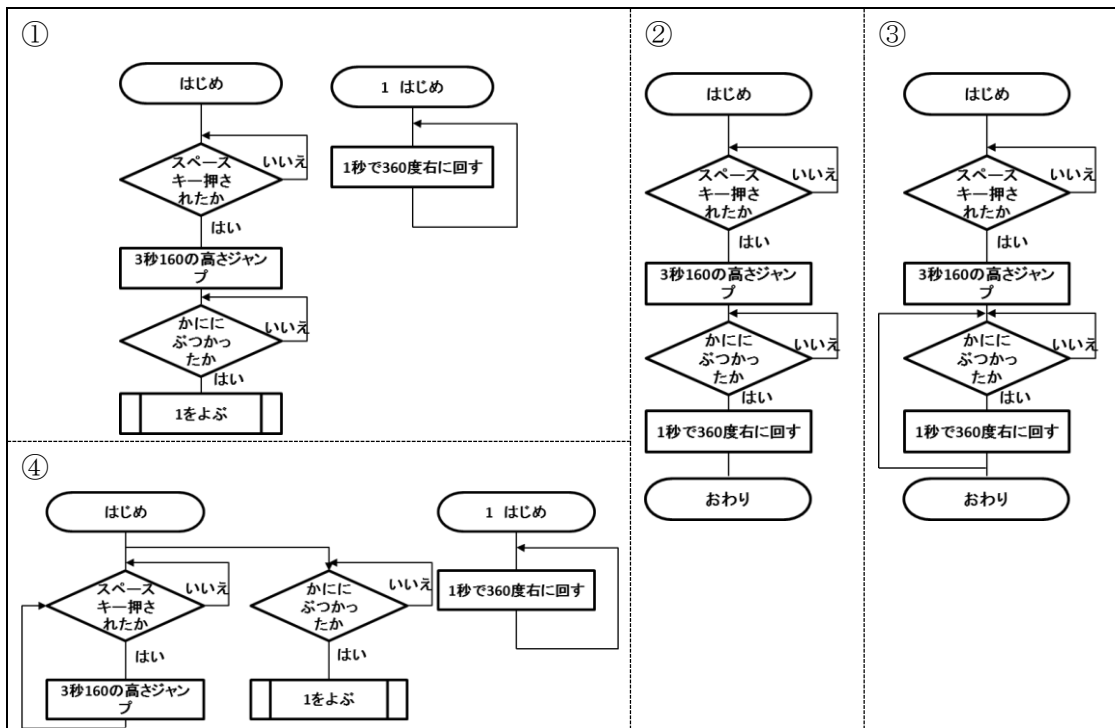 ①
はじめ
スペース
キー押さ
れたか
いいえ
はい
3秒160の高さジャン
プ
かにに
ぶつかっ
たか
いいえ
はい
1をよぶ
1 はじめ
1秒で360度右に回す
②
はじめ
スペース
キー押さ
れたか
いいえ
はい
3秒160の高さジャン
プ
かにに
ぶつかっ
たか
いいえ
はい
1秒で360度右に回す
おわり
③
はじめ
スペース
キー押さ
れたか
いいえ
はい
3秒160の高さジャン
プ
かにに
ぶつかっ
たか
いいえ
はい
1秒で360度右に回す
おわり
④
はじめ
スペース
キー押さ
れたか
いいえ
はい
3秒160の高さジャン
プ
かにに
ぶつかっ
たか
いいえ
はい
1をよぶ
1 はじめ
1秒で360度右に回す